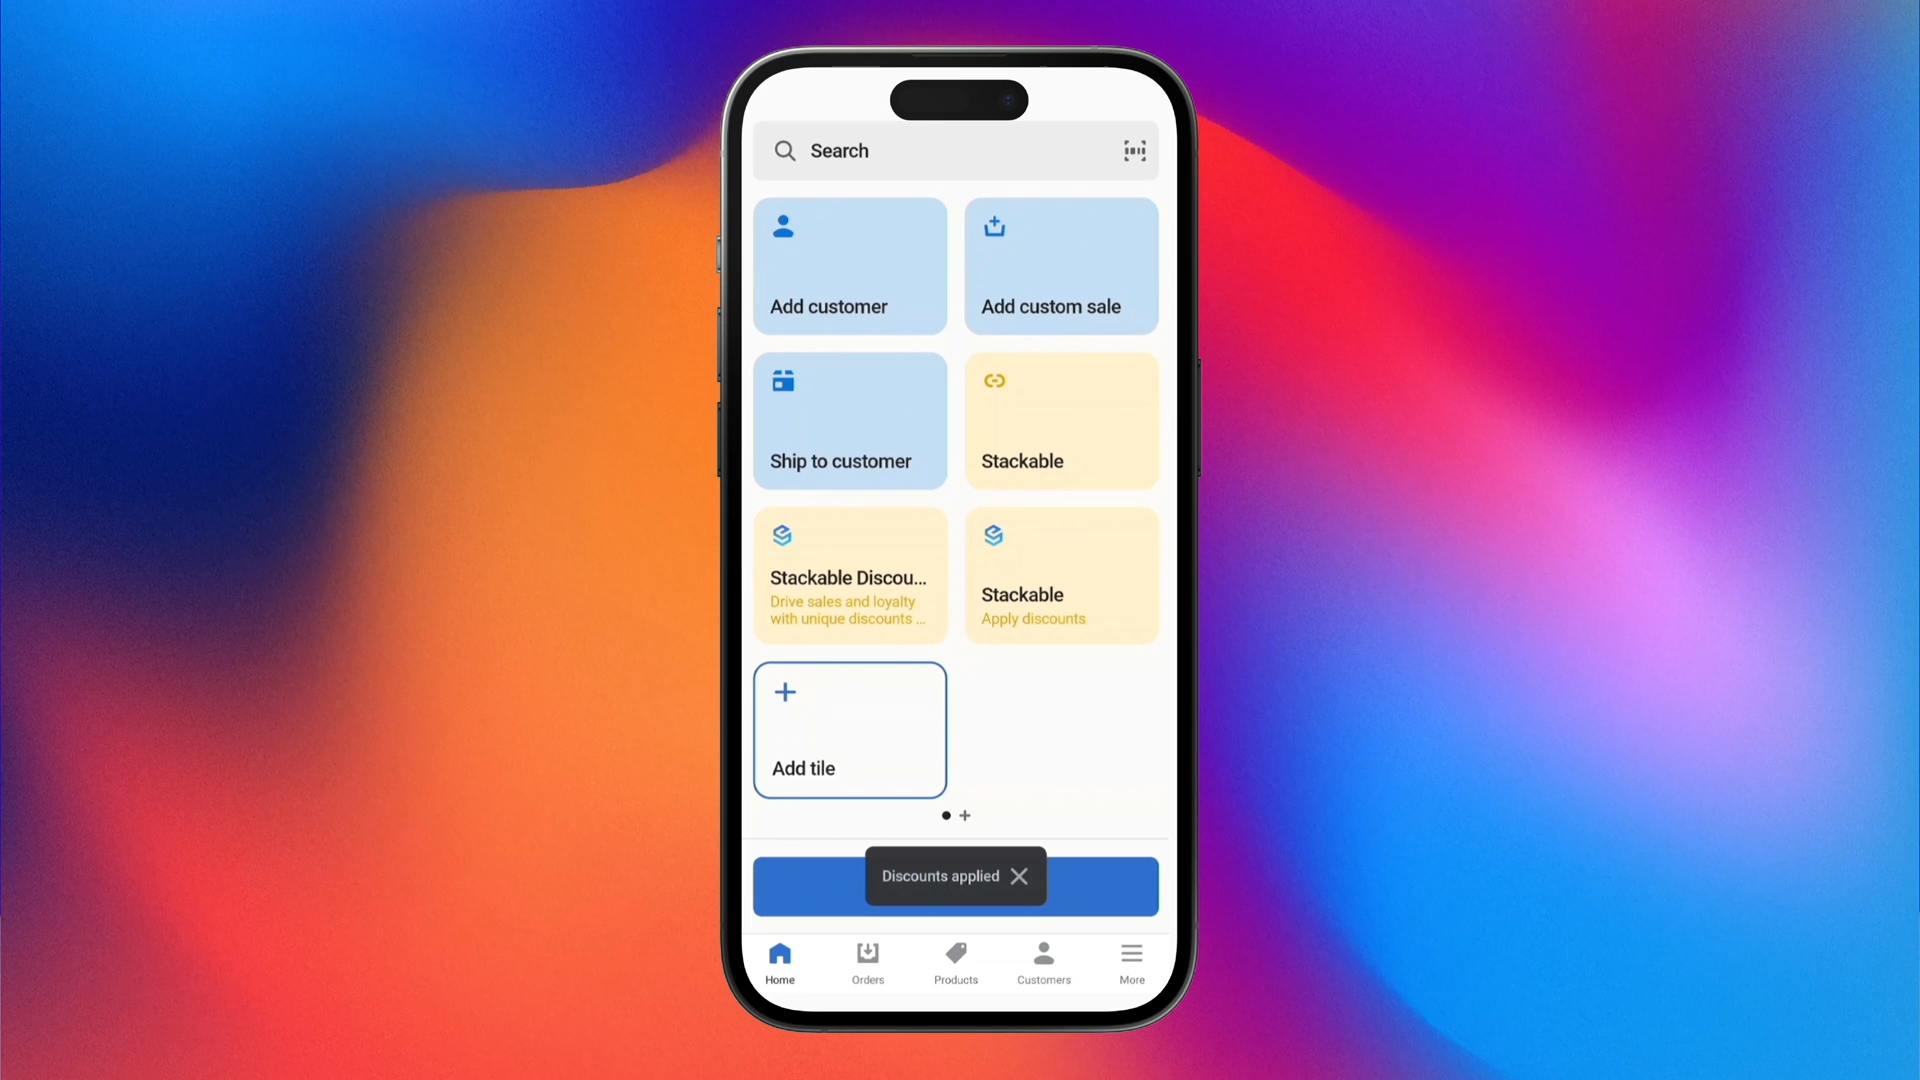 Search
Add customer
Add custom sale
Ship to customer
Stackable
Stackable Discou...
Drive sales and loyalty
with unique discounts ...
Stackable
Apply discounts
Add tile
Discounts applied
Home
Orders
Products
Customers
More